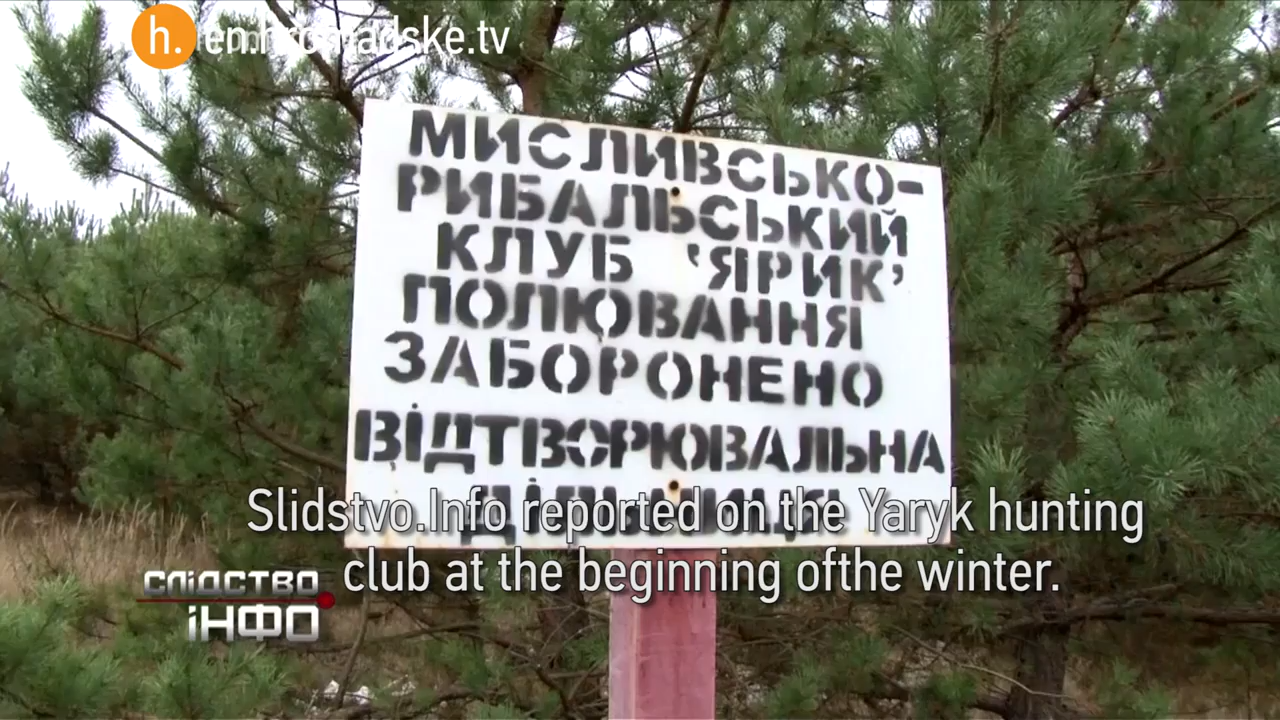 h. en.hromadske.tv
МИСЛИВСЬКО-
РИБАЛЬСЬКИЙ
КЛУБ 'ЯРИК'
ПОЛЮВАННЯ
ЗАБОРОНЕНО
ВІДТВОРЮВАЛЬНА
Slidstvo.Info reported on the Yaryk hunting
club at the beginning ofthe winter.
СЛІДСТВО
ІНФО